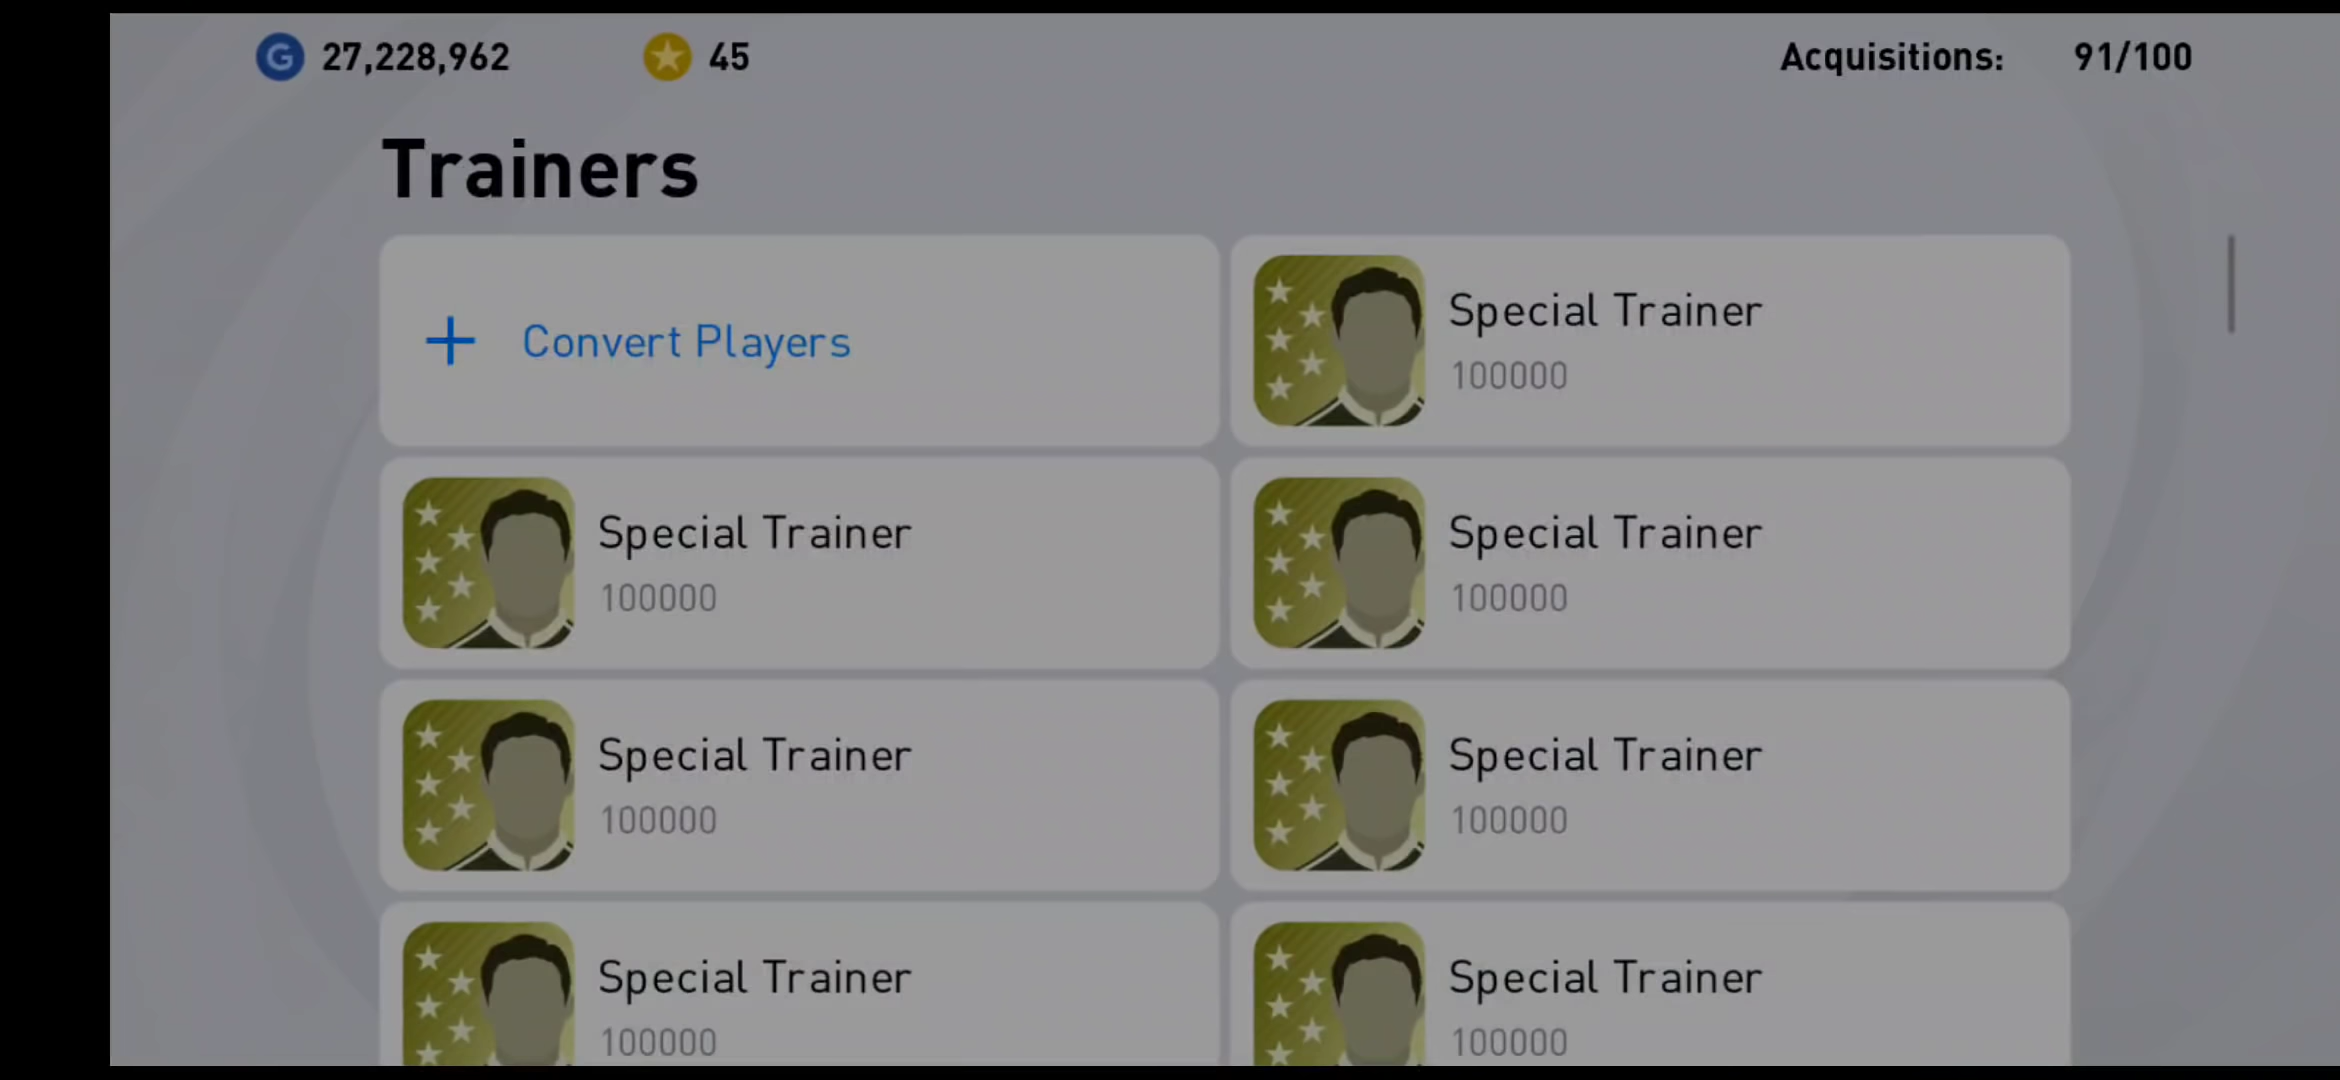 G 27,228,962 45 Acquisitions: 91/100
Trainers
+ Convert Players
Special Trainer
100000
Special Trainer
100000
Special Trainer
100000
Special Trainer
100000
Special Trainer
100000
Special Trainer
100000
Special Trainer
100000